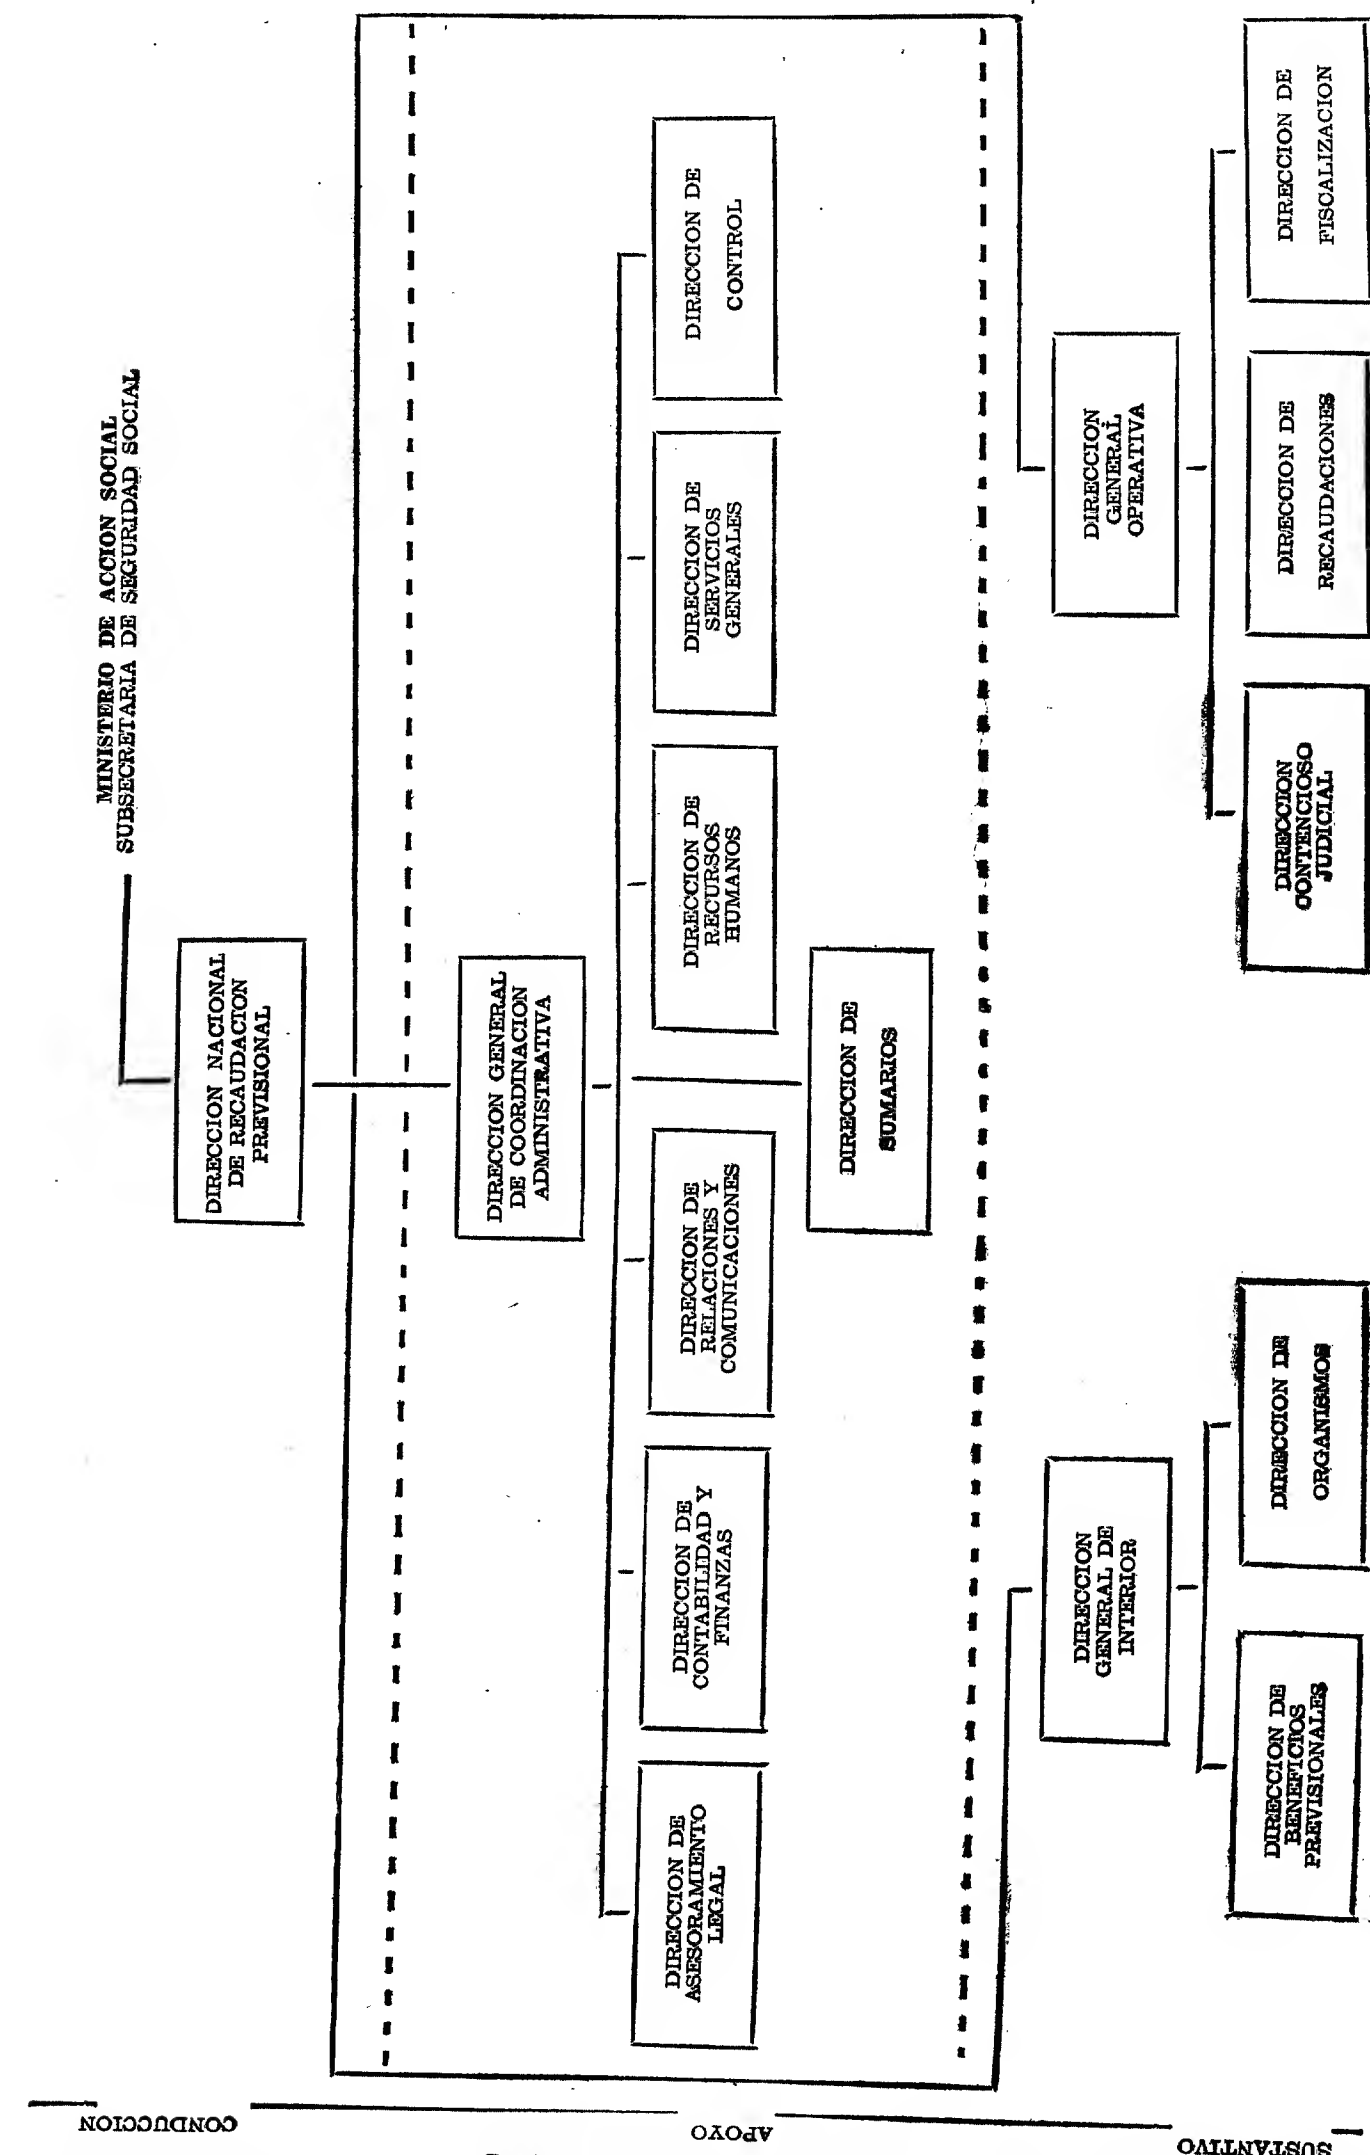 MINISTERIO DE ACCION SOCIAL
SUBSECRETARIA DE SEGURIDAD SOCIAL
DIRECCION NACIONAL
DE RECAUDACION
PREVISIONAL
CONDUCCION
DIRECCION GENERAL
DE COORDINACION
ADMINISTRATIVA
DIRECCION DE
ASESORAMIENTO
LEGAL
DIRECCION DE
CONTABILIDAD Y
FINANZAS
DIRECCION DE
RELACIONES Y
COMUNICACIONES
DIRECCION DE
RECURSOS
HUMANOS
DIRECCION DE
SERVICIOS
GENERALES
DIRECCION DE
CONTROL
DIRECCION DE
SUMARIOS
APOYO
DIRECCION
GENERAL DE
INTERIOR
DIRECCION
GENERAL
OPERATIVA
DIRECCION DE
BENEFICIOS
PREVISIONALES
DIRECCION DE
ORGANISMOS
DIRECCION
CONTENCIOSO
JUDICIAL
DIRECCION DE
RECAUDACIONES
DIRECCION DE
FISCALIZACION
SUSTANTIVO